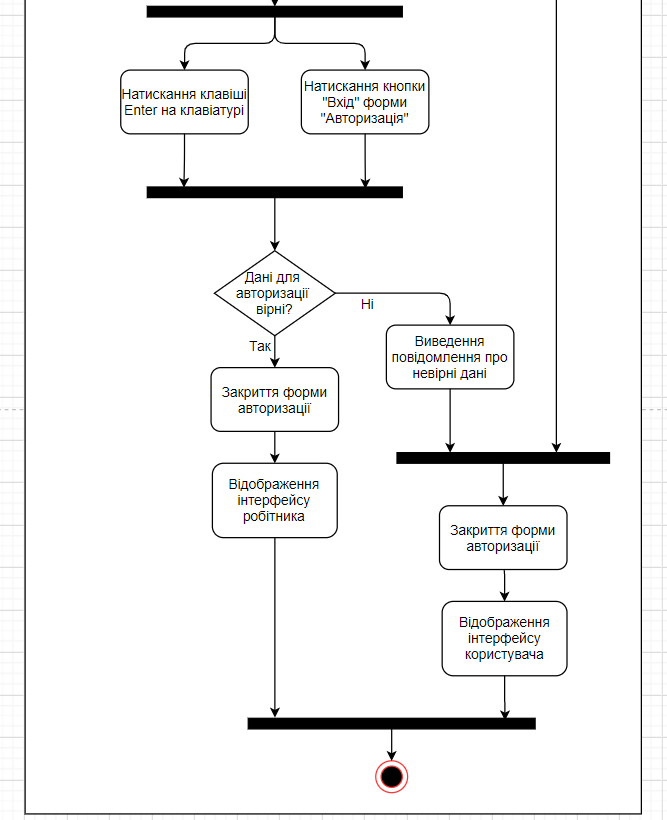 Натискання клавіші
Enter на клавіатурі
Натискання кнопки
"Вхід" форми
"Авторизація"
Дані для
авторизації
вірні?
Ні
Так
Виведення
повідомлення про
невірні дані
Закриття форми
авторизації
Відображення
інтерфейсу
робітника
Закриття форми
авторизації
Відображення
інтерфейсу
користувача